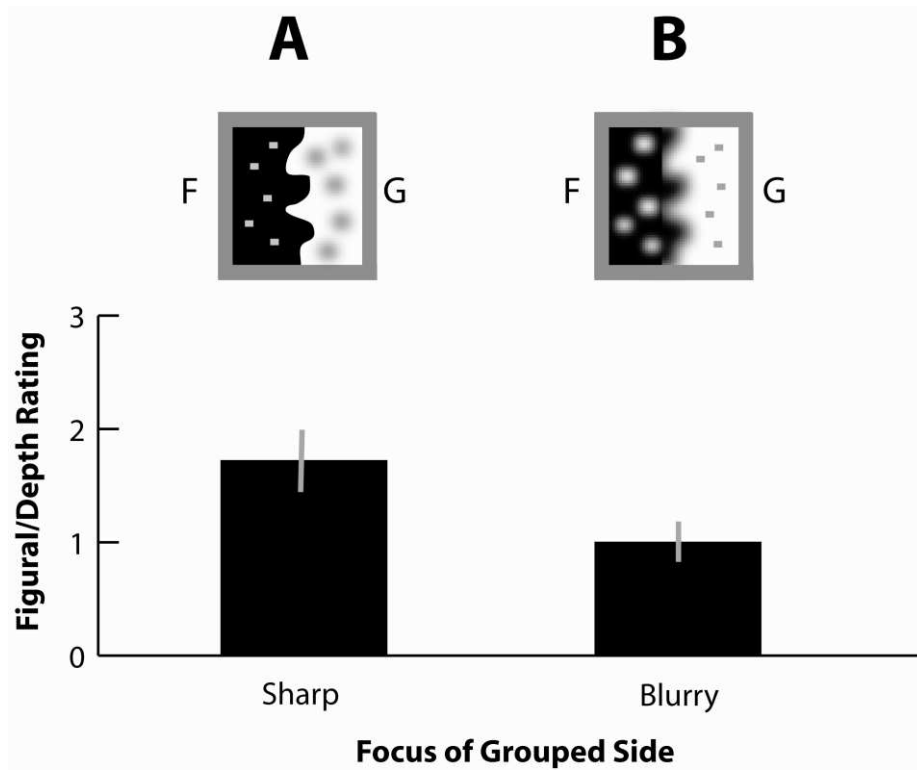 A B
F G F G
3
2
1
0
Figural/Depth Rating
Sharp Blurry
Focus of Grouped Side